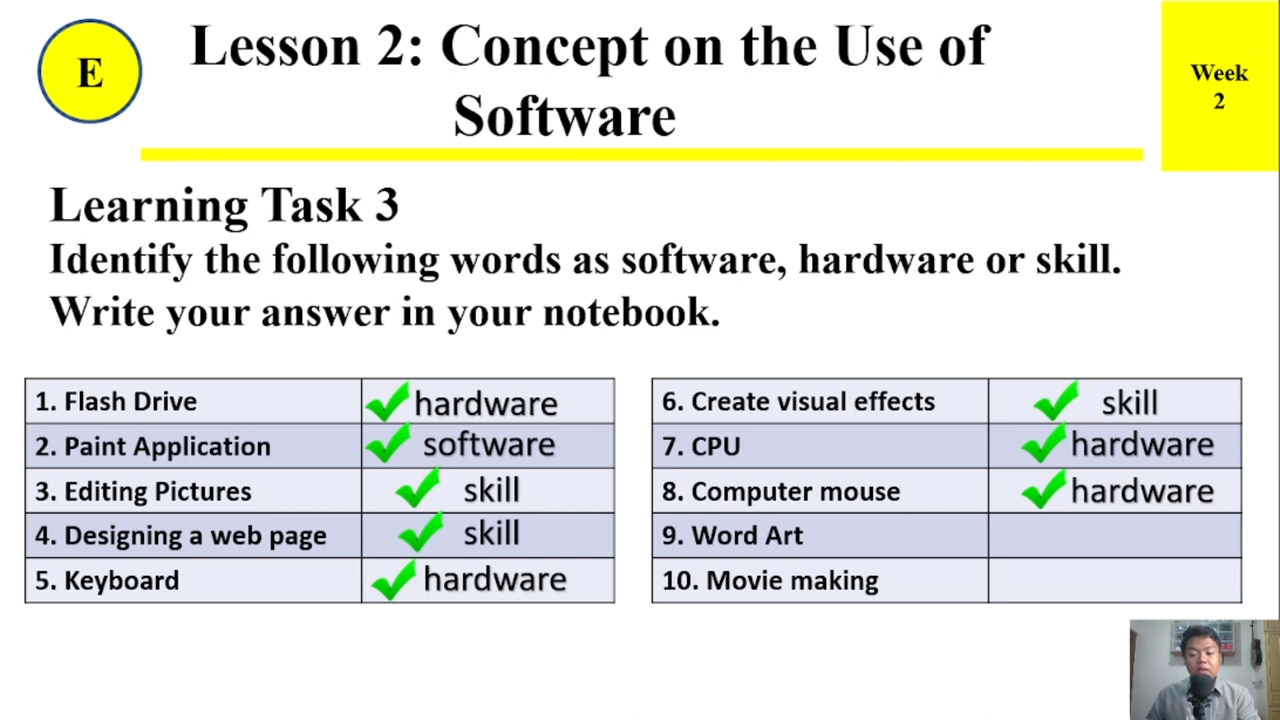 E
Lesson 2: Concept on the Use of
Software
Week
2
Learning Task 3
Identify the following words as software, hardware or skill.
Write your answer in your notebook.
1. Flash Drive hardware
2. Paint Application software
3. Editing Pictures skill
4. Designing a web page skill
5. Keyboard hardware
6. Create visual effects skill
7. CPU hardware
8. Computer mouse hardware
9. Word Art
10. Movie making